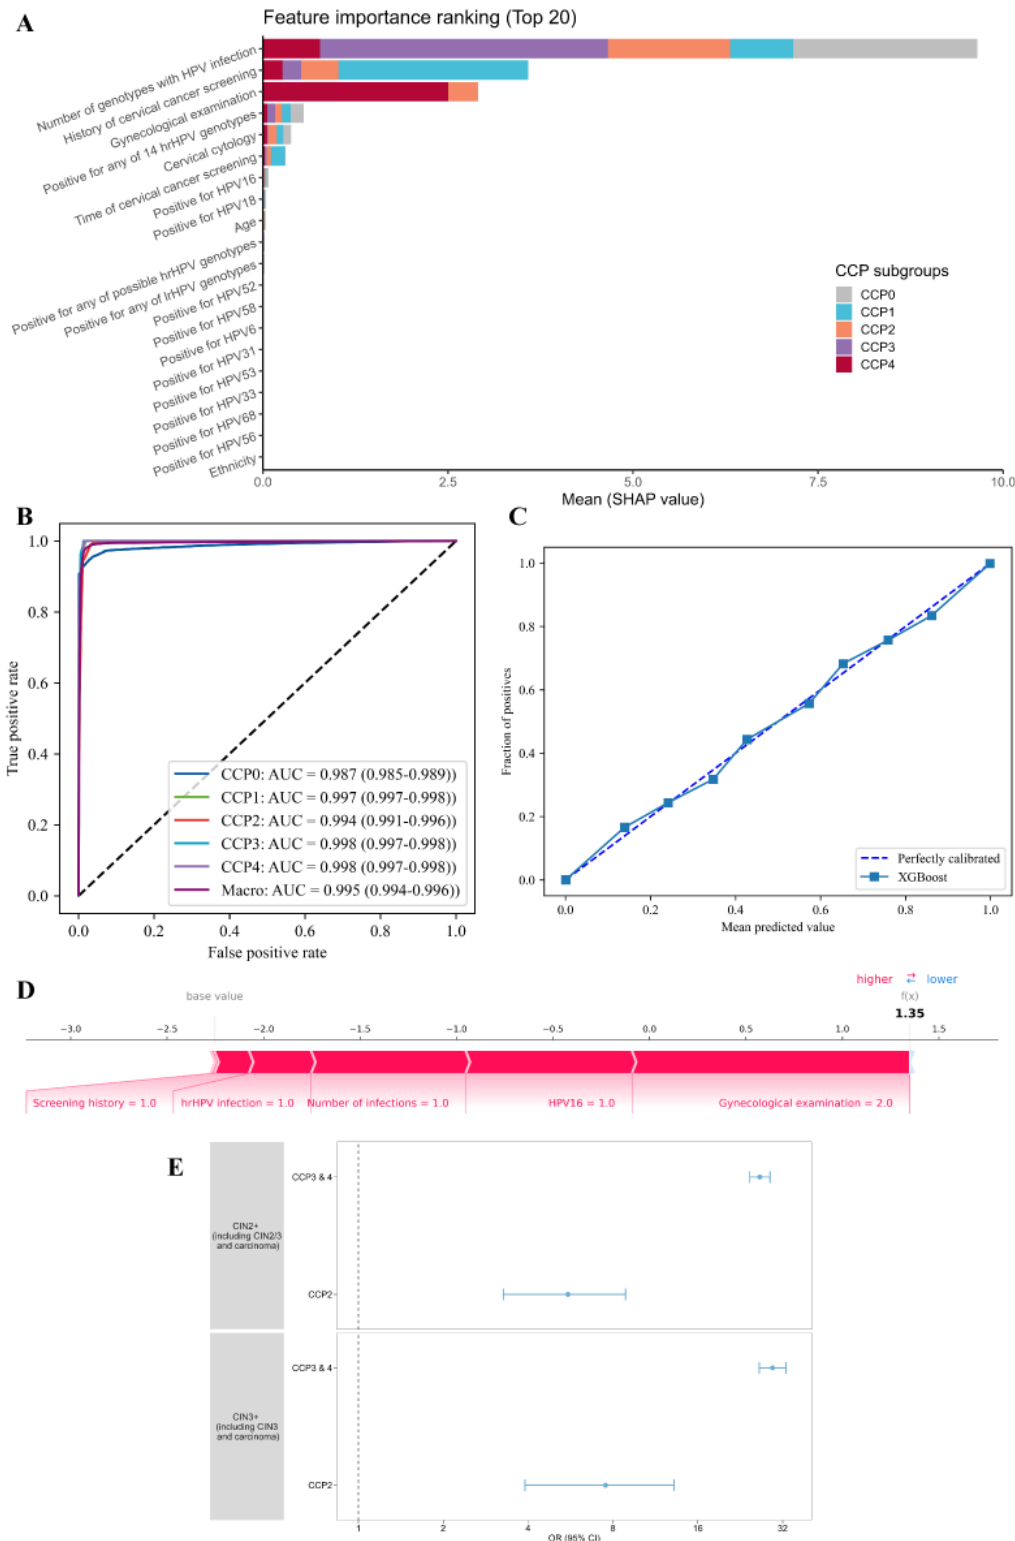 A
Feature importance ranking (Top 20)
Number of genotypes with HPV infection
History of cervical cancer screening
Gynecological examination
Positive for any of 14 hrHPV genotypes
Cervical cytology
Time of cervical cancer screening
Positive for HPV16
Positive for HPV18
Age
Positive for any of possible hrHPV genotypes
Positive for any of lrHPV genotypes
Positive for HPV52
Positive for HPV58
Positive for HPV6
Positive for HPV31
Positive for HPV53
Positive for HPV33
Positive for HPV68
Positive for HPV56
Ethnicity
CCP subgroups
CCP0
CCP1
CCP2
CCP3
CCP4
0.0 2.5 5.0 7.5 10.0
Mean (SHAP value)
B
True positive rate
1.0
0.8
0.6
0.4
0.2
0.0
CCP0: AUC = 0.987 (0.985-0.989))
CCP1: AUC = 0.997 (0.997-0.998))
CCP2: AUC = 0.994 (0.991-0.996))
CCP3: AUC = 0.998 (0.997-0.998))
CCP4: AUC = 0.998 (0.997-0.998))
Macro: AUC = 0.995 (0.994-0.996))
0.0 0.2 0.4 0.6 0.8 1.0
False positive rate
C
Fraction of positives
1.0
0.8
0.6
0.4
0.2
0.0
Perfectly calibrated
XGBoost
0.0 0.2 0.4 0.6 0.8 1.0
Mean predicted value
D
higher ⇄ lower
base value
f(x)
1.35
−3.0 −2.5 −2.0 −1.5 −1.0 −0.5 0.0 0.5 1.0 1.5
Screening history = 1.0 hrHPV infection = 1.0 Number of infections = 1.0 HPV16 = 1.0 Gynecological examination = 2.0
E
CIN2+
(including CIN2/3
and carcinoma)
CCP3 & 4
CCP2
CIN3+
(including CIN3
and carcinoma)
CCP3 & 4
CCP2
1 2 4 8 16 32
OR (95% CI)